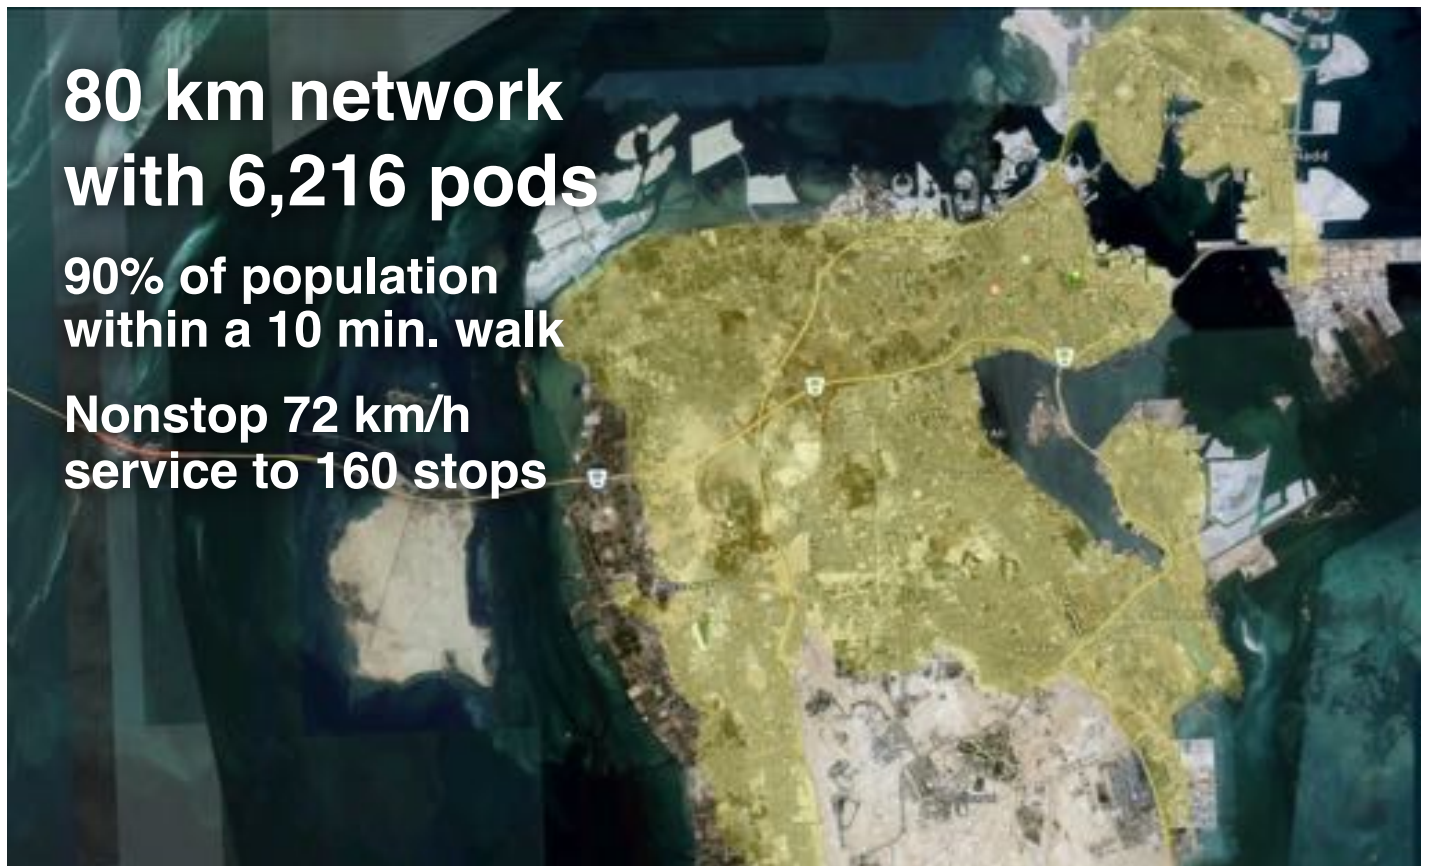 80 km network
with 6,216 pods
90% of population
within a 10 min. walk
Nonstop 72 km/h
service to 160 stops